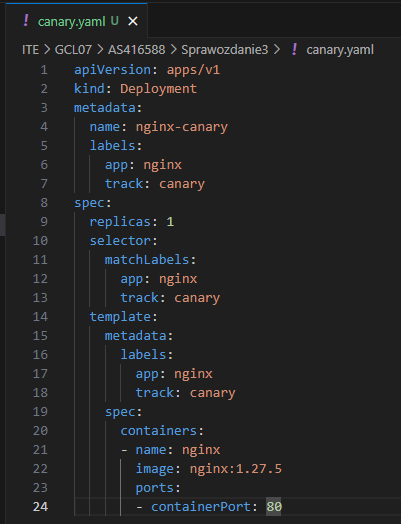 ! canary.yaml U ×
ITE > GCL07 > AS416588 > Sprawozdanie3 > ! canary.yaml
1 apiVersion: apps/v1
2 kind: Deployment
3 metadata:
4   name: nginx-canary
5   labels:
6     app: nginx
7     track: canary
8 spec:
9   replicas: 1
10   selector:
11     matchLabels:
12       app: nginx
13       track: canary
14   template:
15     metadata:
16       labels:
17         app: nginx
18         track: canary
19     spec:
20       containers:
21       - name: nginx
22         image: nginx:1.27.5
23         ports:
24         - containerPort: 80